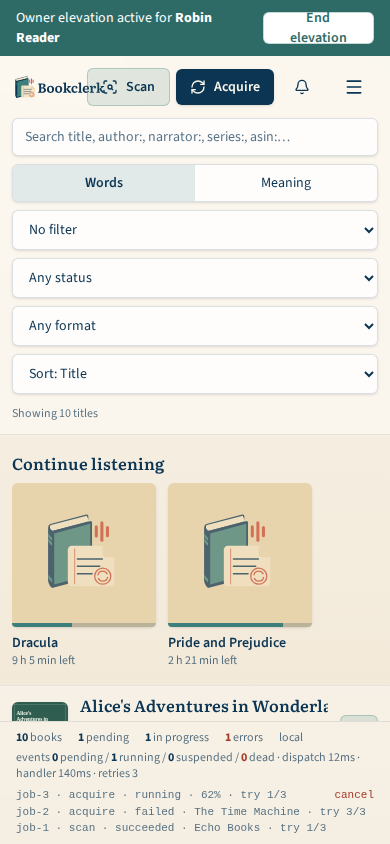 Owner elevation active for Robin
Reader
End
elevation
Bookclerk
Scan
Acquire
Search title, author:, narrator:, series:, asin:…
Words
Meaning
No filter
Any status
Any format
Sort: Title
Showing 10 titles
Continue listening
Dracula
9 h 5 min left
Pride and Prejudice
2 h 21 min left
Alice's
Adventures in
Alice's Adventures in Wonderla
10 books 1 pending 1 in progress 1 errors local
events 0 pending / 1 running / 0 suspended / 0 dead · dispatch 12ms ·
handler 140ms · retries 3
job-3 · acquire · running · 62% · try 1/3 cancel
job-2 · acquire · failed · The Time Machine · try 3/3
job-1 · scan · succeeded · Echo Books · try 1/3